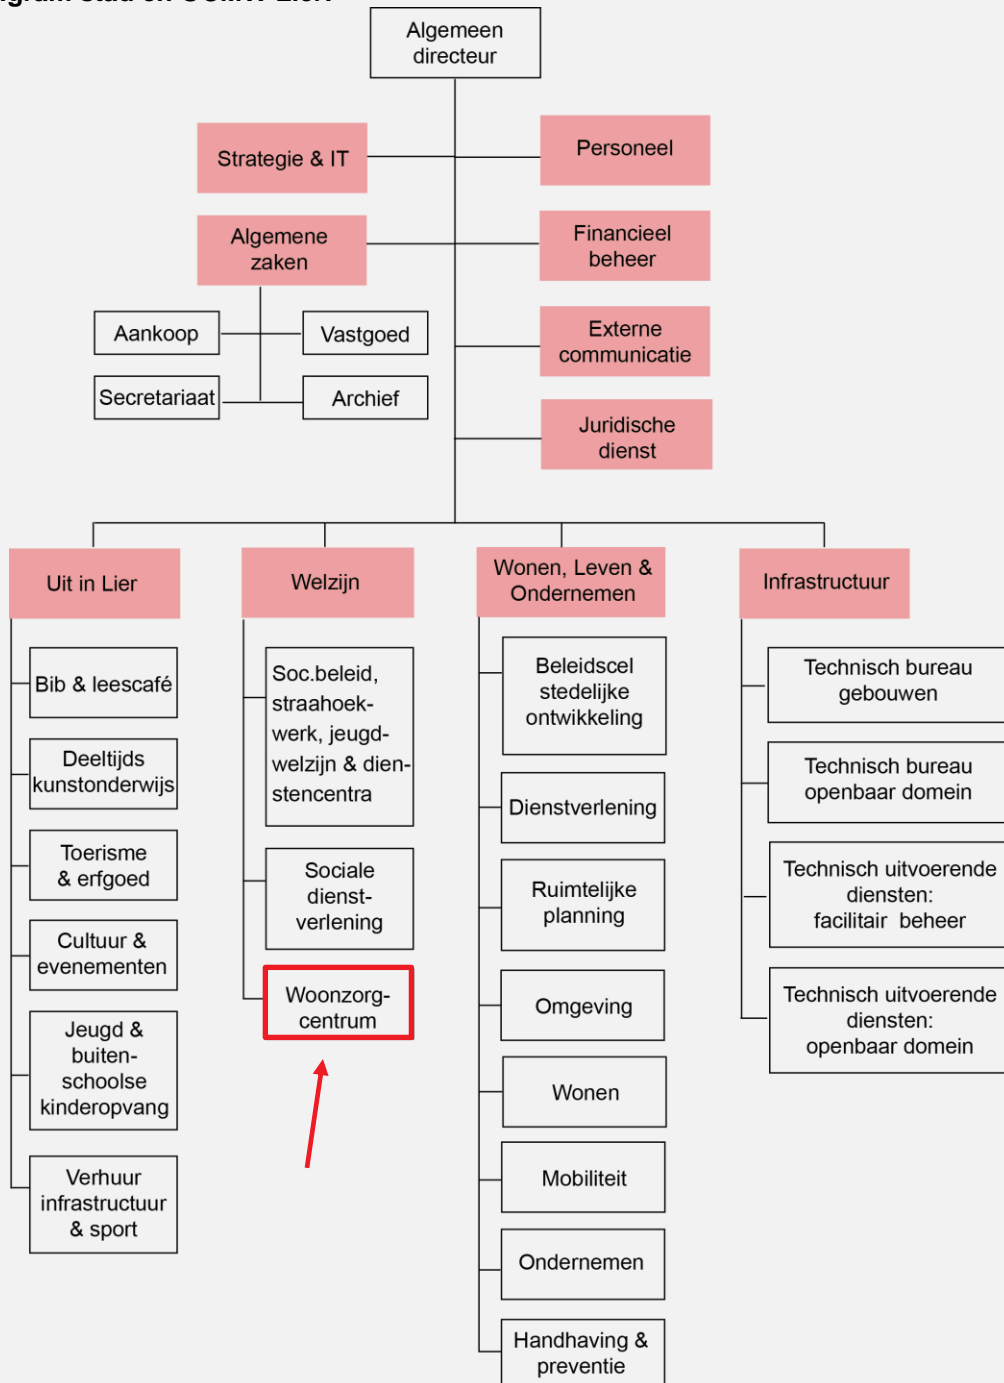 Algemeen
directeur
Strategie & IT
Personeel
Algemene
zaken
Financieel
beheer
Aankoop
Vastgoed
Externe
communicatie
Secretariaat
Archief
Juridische
dienst
Uit in Lier
Bib & leescafé
Deeltijds
kunstonderwijs
Toerisme
& erfgoed
Cultuur &
evenementen
Jeugd &
buiten-
schoolse
kinderopvang
Verhuur
infrastructuur
& sport
Welzijn
Soc.beleid,
straahoek-
werk, jeugd-
welzijn & dien-
stencentra
Sociale
dienst-
verlening
Woonzorg-
centrum
Wonen, Leven &
Ondernemen
Beleidscel
stedelijke
ontwikkeling
Dienstverlening
Ruimtelijke
planning
Omgeving
Wonen
Mobiliteit
Ondernemen
Handhaving &
preventie
Infrastructuur
Technisch bureau
gebouwen
Technisch bureau
openbaar domein
Technisch uitvoerende
diensten:
facilitair beheer
Technisch uitvoerende
diensten:
openbaar domein